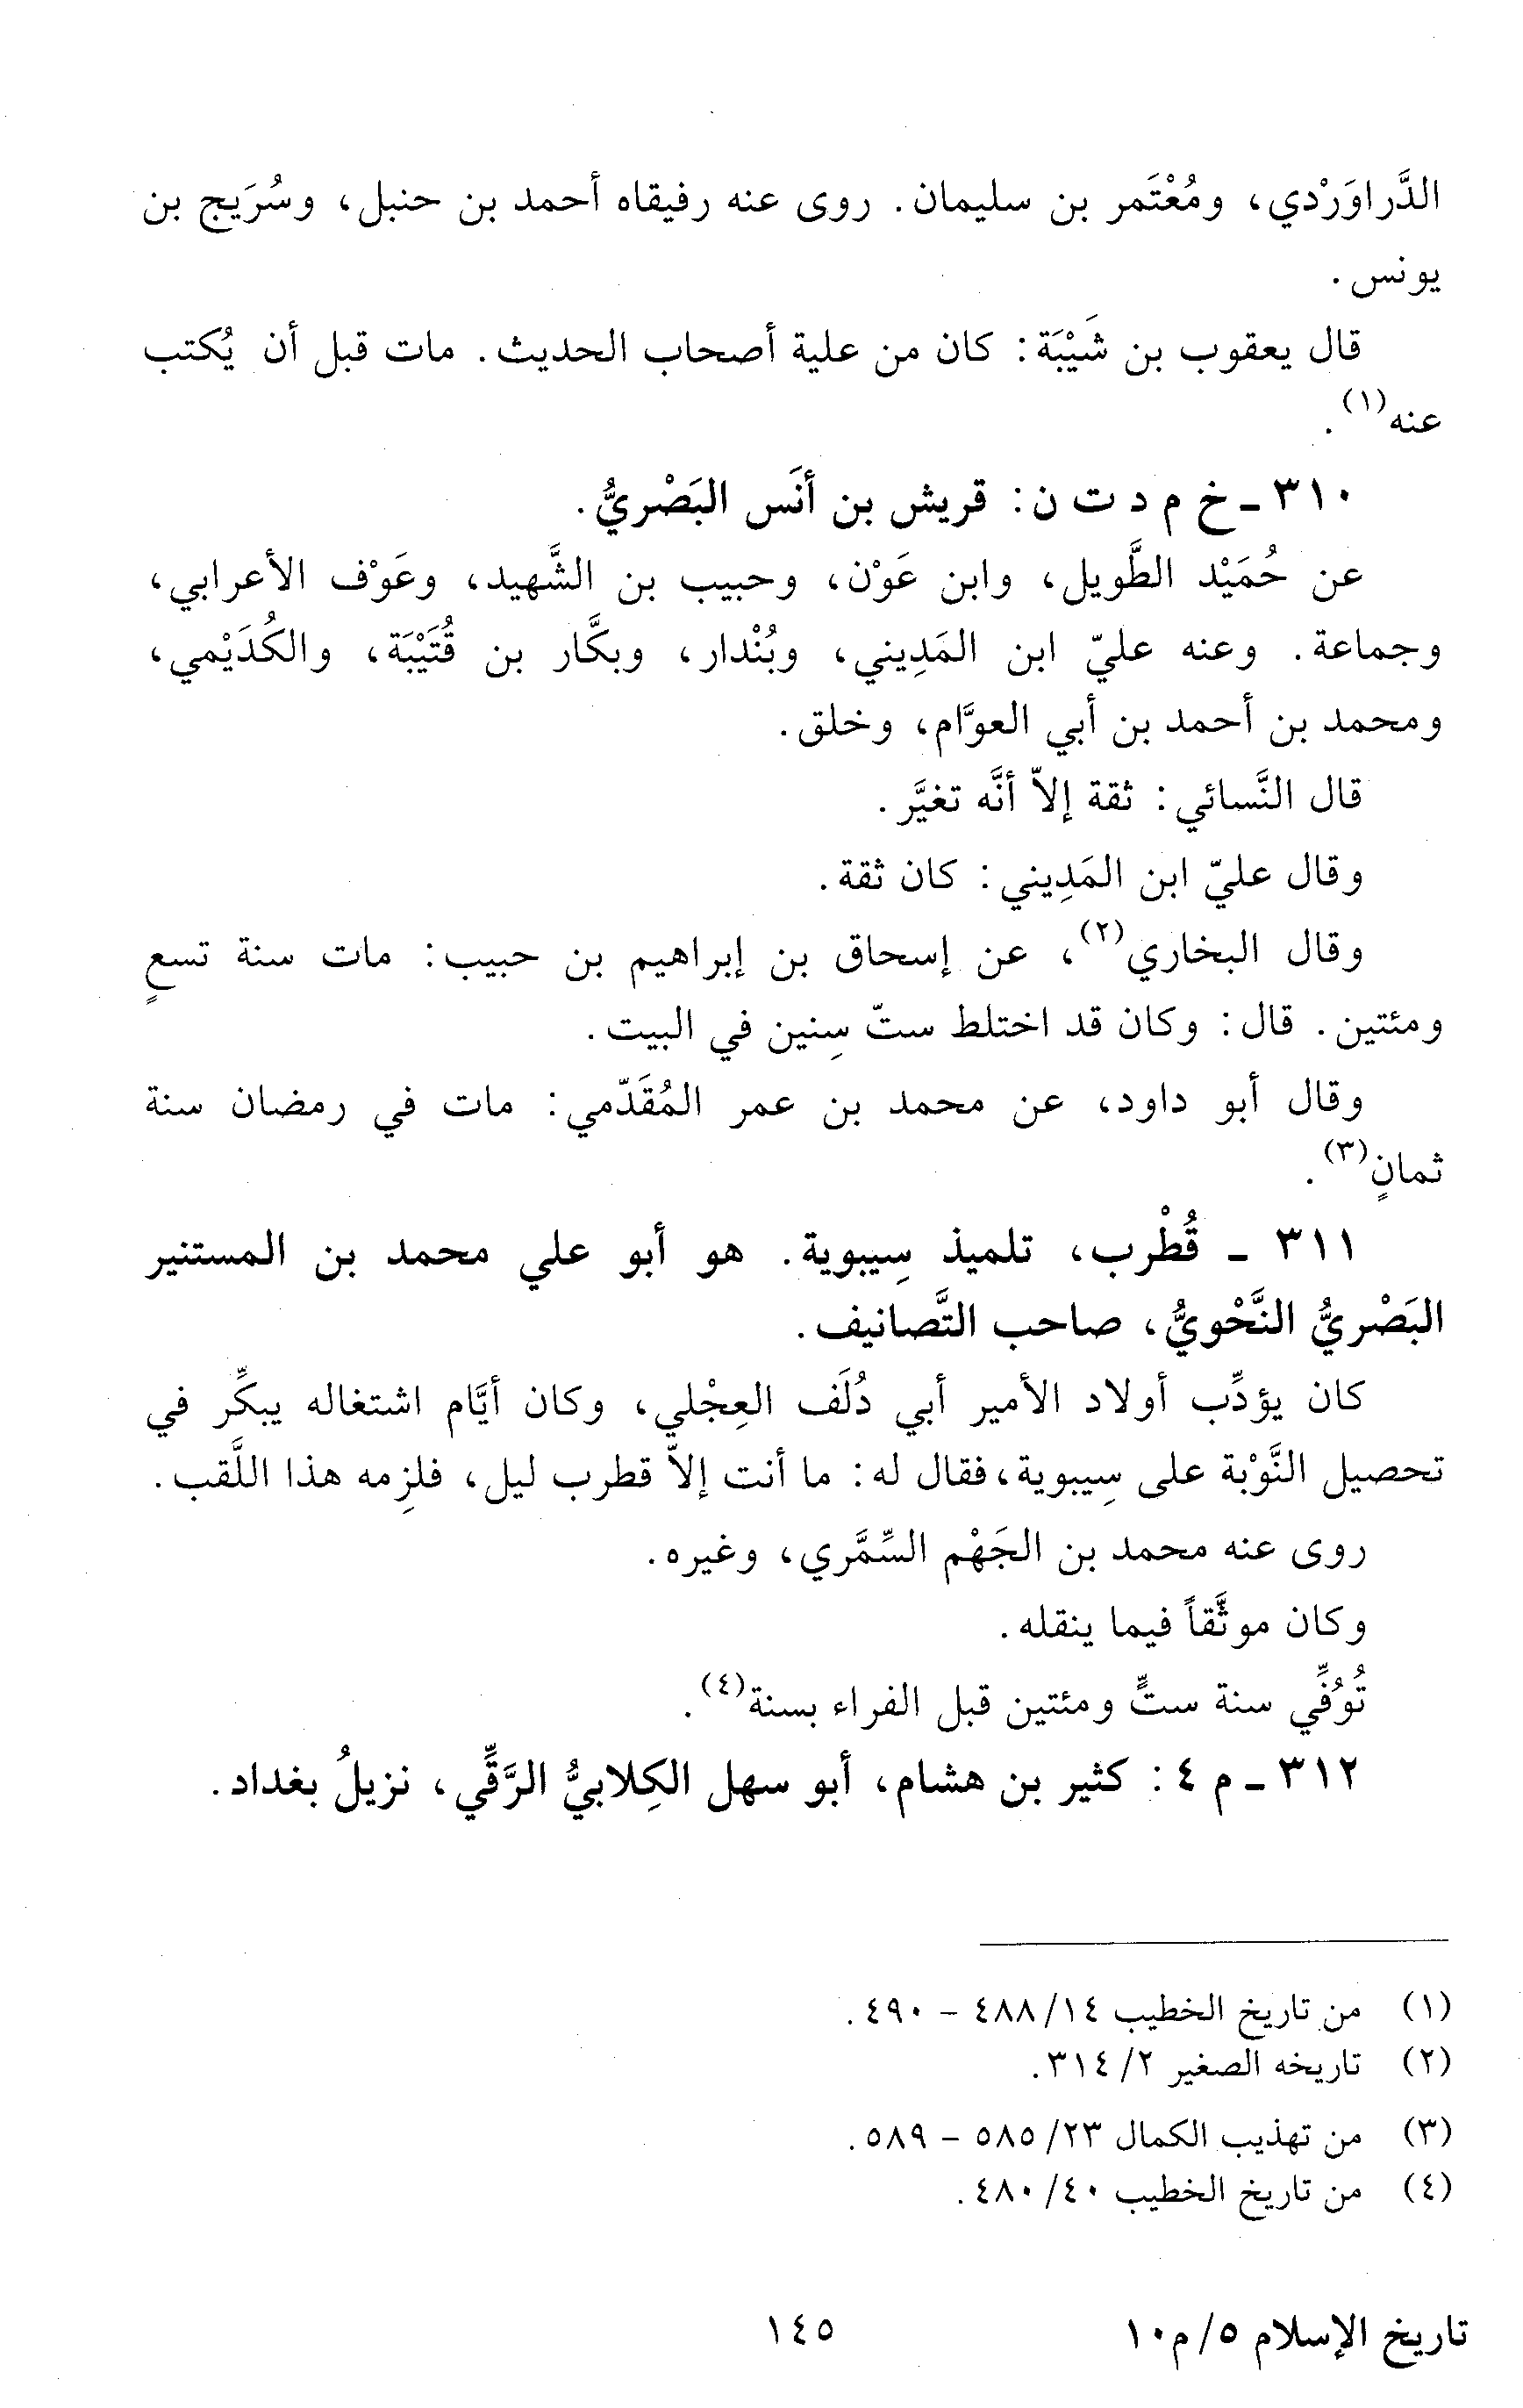 الدَّراوَرْدي، ومُعْتَمر بن سليمان. روى عنه رفيقاه أحمد بن حنبل، وسُرَيج بن
يونس.
قال يعقوب بن شَيْبَة: كان من علية أصحاب الحديث. مات قبل أن يُكتب
عنه(١).
٣١٠ - خ م د ت ن: قريش بن أنَس البَصْريُّ.
عن حُمَيْد الطَّويل، وابن عَوْن، وحبيب بن الشَّهيد، وعَوْف الأعرابي،
وجماعة. وعنه عليّ ابن المَدِيني، وبُنْدار، وبكَّار بن قُتَيْبَة، والكُدَيْمي،
ومحمد بن أحمد بن أبي العوَّام، وخلق.
قال النَّسائي: ثقة إلاّ أنَّه تغيَّر.
وقال عليّ ابن المَدِيني: كان ثقة.
وقال البخاري(٢)، عن إسحاق بن إبراهيم بن حبيب: مات سنة تسعٍ
ومئتين. قال: وكان قد اختلط ستّ سِنين في البيت.
وقال أبو داود، عن محمد بن عمر المُقَدّمي: مات في رمضان سنة
ثمانٍ(٣).
٣١١ - قُطْرب، تلميذ سِيبوية. هو أبو علي محمد بن المستنير
البَصْريُّ النَّحْويُّ، صاحب التَّصانيف.
كان يؤدِّب أولاد الأمير أبي دُلَف العِجْلي، وكان أيَّام اشتغاله يبكِّر في
تحصيل النَّوْبة على سِيبوية، فقال له: ما أنت إلاّ قطرب ليل، فلزِمه هذا اللَّقب.
روى عنه محمد بن الجَهْم السِّمَّري، وغيره.
وكان موثَّقاً فيما ينقله.
تُوُفِّي سنة ستٍّ ومئتين قبل الفراء بسنة(٤).
٣١٢ - م ٤: كثير بن هشام، أبو سهل الكِلابيُّ الرَّقِّي، نزيلُ بغداد.
(١) من تاريخ الخطيب ١٤/ ٤٨٨ - ٤٩٠.
(٢) تاريخه الصغير ٢/ ٣١٤.
(٣) من تهذيب الكمال ٢٣/ ٥٨٥ - ٥٨٩.
(٤) من تاريخ الخطيب ٤٠/ ٤٨٠.
تاريخ الإسلام ٥/ م١٠ ١٤٥